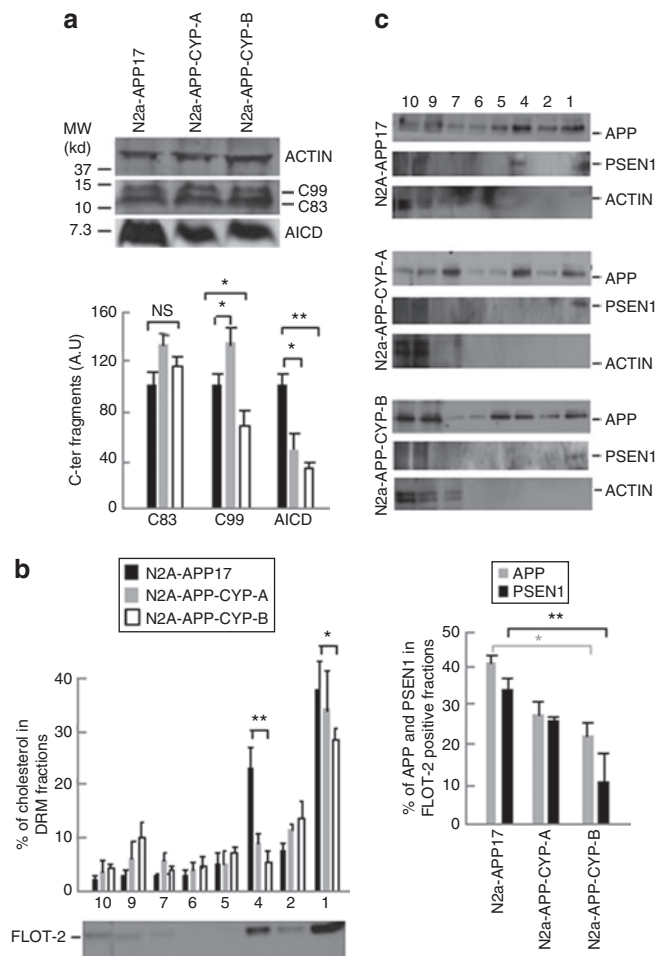 a
N2a-APP17
N2a-APP-CYP-A
N2a-APP-CYP-B
MW
(kd)
37
ACTIN
15
C99
10
C83
7.3
AICD
C-ter fragments (A.U)
160
120
80
40
0
NS
*
*
**
*
C83 C99 AICD
b
N2A-APP17
N2A-APP-CYP-A
N2A-APP-CYP-B
% of cholesterol in
DRM fractions
40
30
20
10
0
**
*
10 9 7 6 5 4 2 1
FLOT-2
c
10 9 7 6 5 4 2 1
N2A-APP17
APP
PSEN1
ACTIN
N2a-APP-CYP-A
APP
PSEN1
ACTIN
N2a-APP-CYP-B
APP
PSEN1
ACTIN
APP
PSEN1
% of APP and PSEN1 in
FLOT-2 positive fractions
50
40
30
20
10
0
**
*
N2a-APP17
N2a-APP-CYP-A
N2a-APP-CYP-B